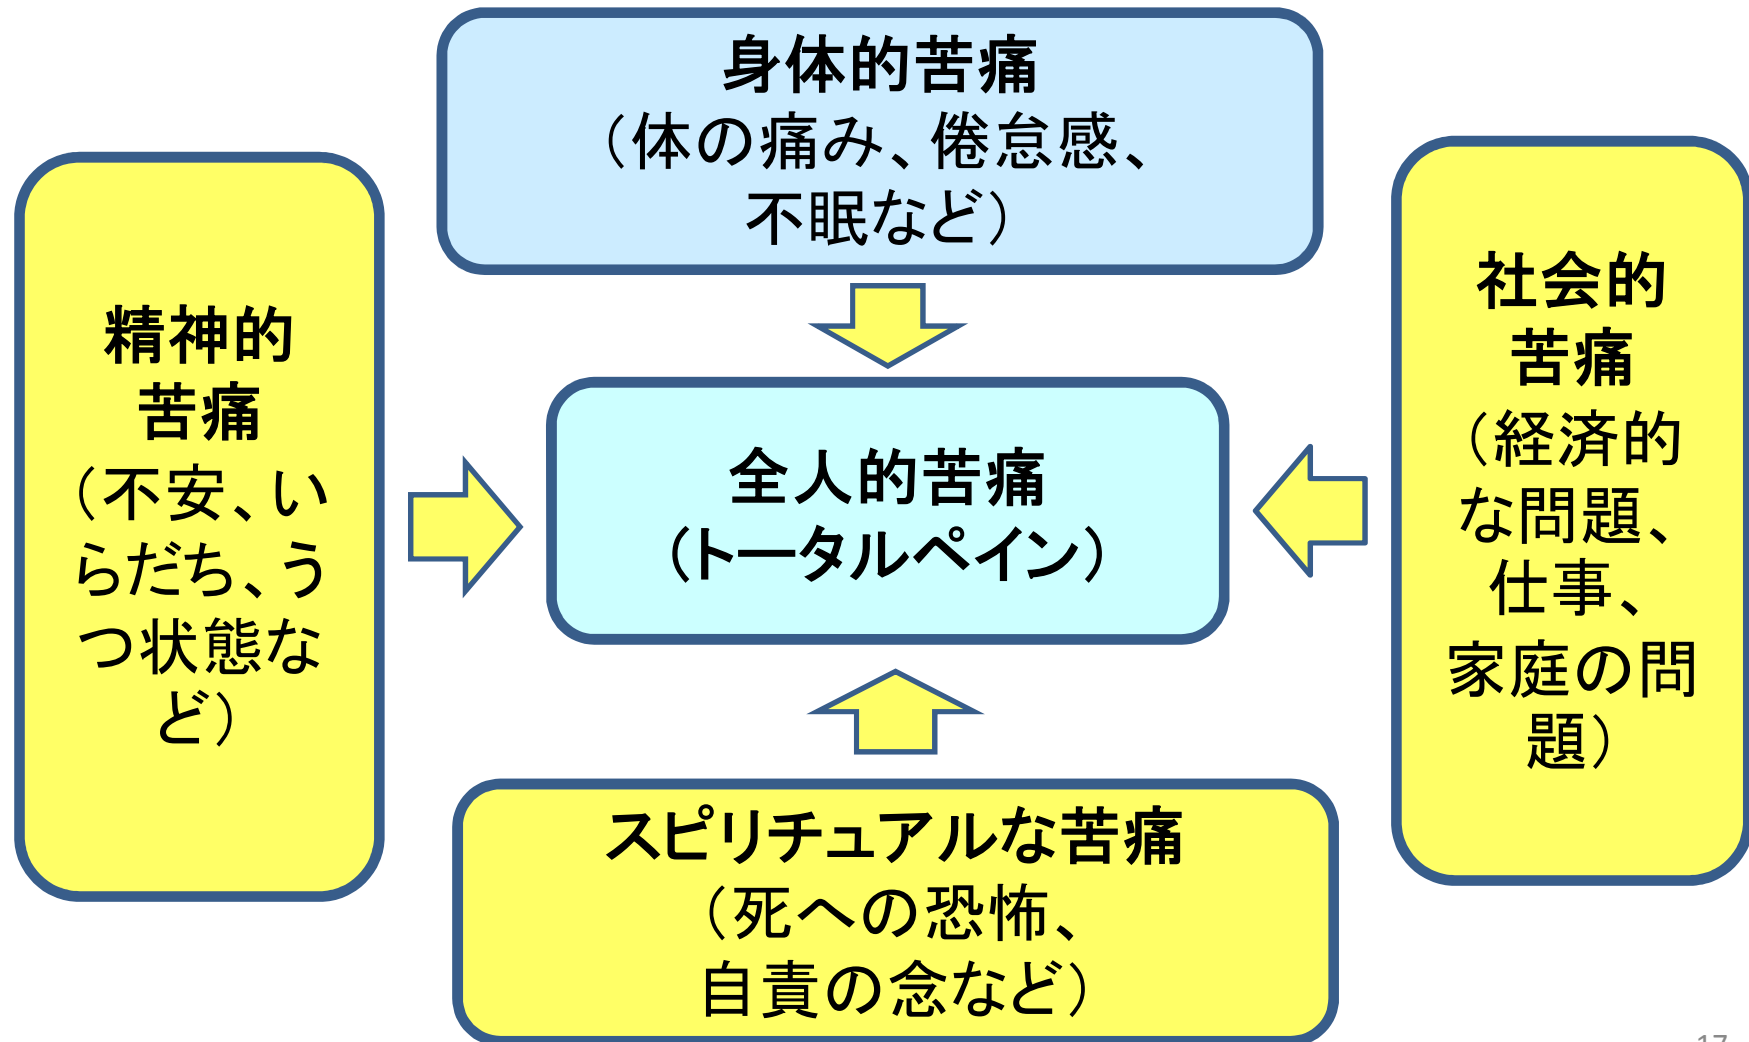 身体的苦痛
（体の痛み、倦怠感、
不眠など）
精神的
苦痛
（不安、い
らだち、う
つ状態な
ど）
全人的苦痛
（トータルペイン）
社会的
苦痛
（経済的
な問題、
仕事、
家庭の問
題）
スピリチュアルな苦痛
（死への恐怖、
自責の念など）
17